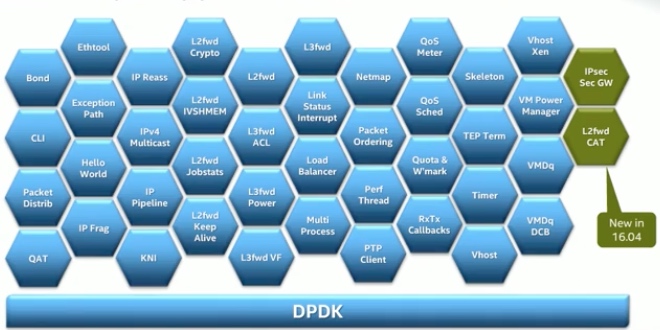 Bond
CLI
Packet
Distrib
QAT
Ethtool
Exception
Path
Hello
World
IP Frag
IP Reass
IPv4
Multicast
IP
Pipeline
KNI
L2fwd
Crypto
L2fwd
IVSHMEM
L2fwd
Jobstats
L2fwd
Keep
Alive
L2fwd
L3fwd
ACL
L3fwd
Power
L3fwd VF
L3fwd
Link
Status
Interrupt
Load
Balancer
Multi
Process
Netmap
Packet
Ordering
Perf
Thread
PTP
Client
QoS
Meter
QoS
Sched
Quota &
W'mark
RxTx
Callbacks
Skeleton
TEP Term
Timer
Vhost
Vhost
Xen
VM Power
Manager
VMDq
VMDq
DCB
IPsec
Sec GW
L2fwd
CAT
New in
16.04
DPDK